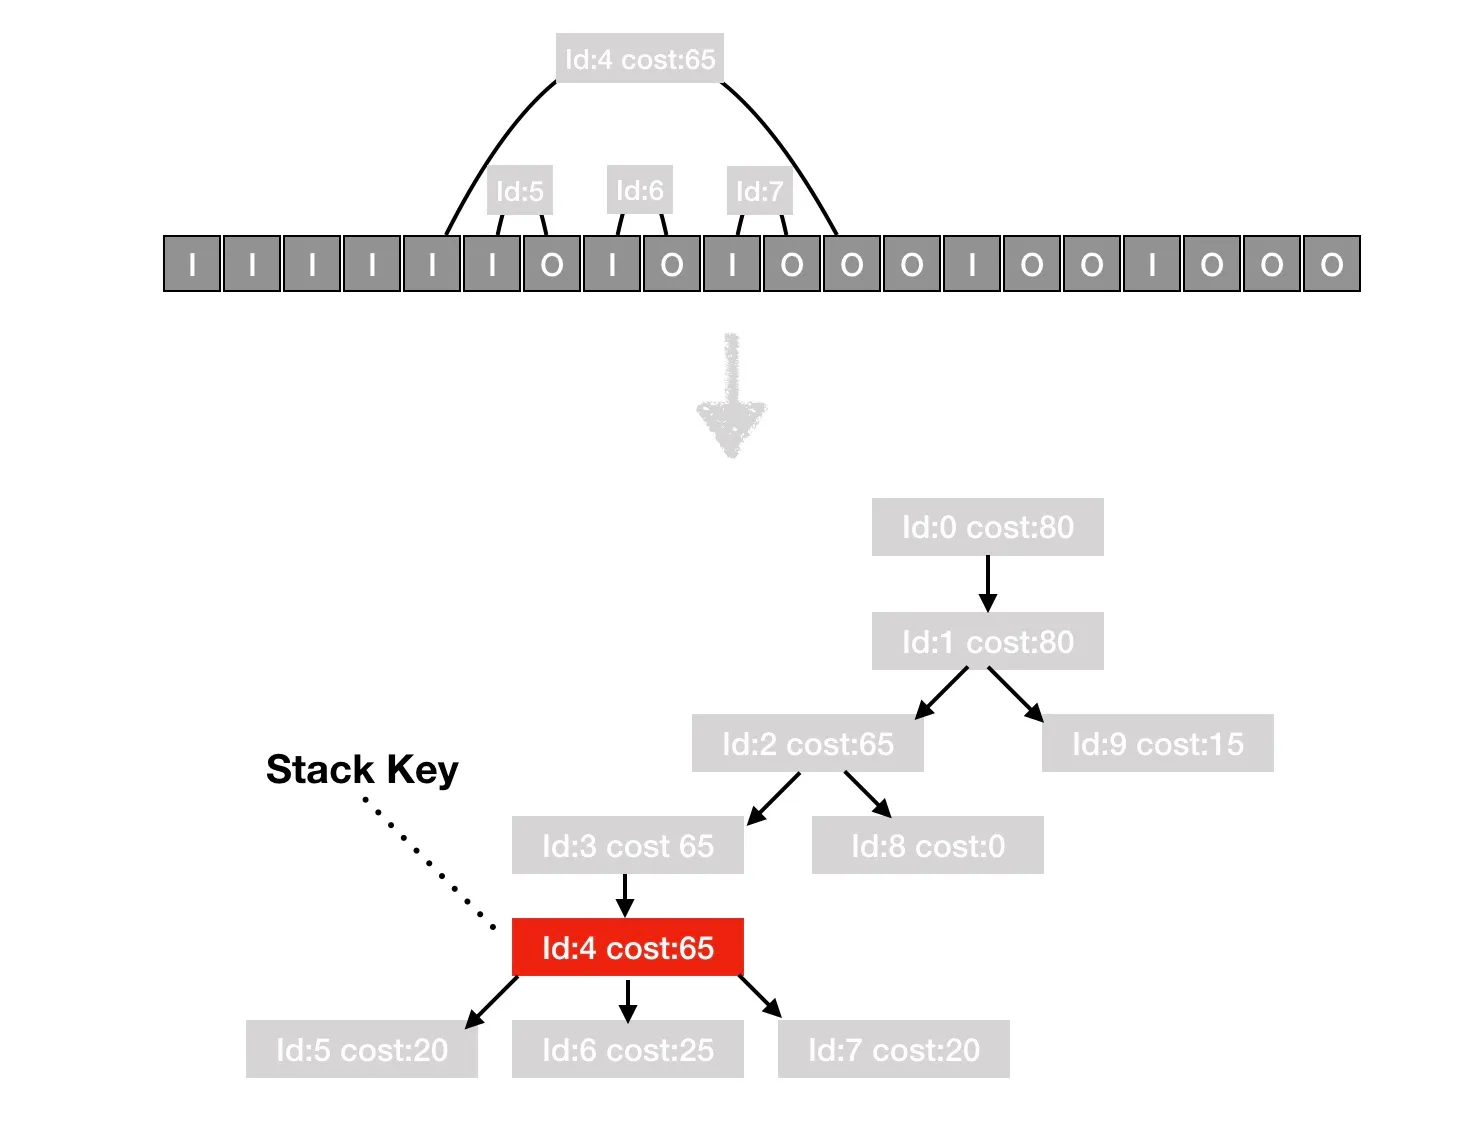 Id:4 cost:65
Id:5 Id:6 Id:7
I I I I I I O I O I O O O I O O I O O O
Id:0 cost:80
Id:1 cost:80
Id:2 cost:65 Id:9 cost:15
Stack Key
Id:3 cost 65 Id:8 cost:0
Id:4 cost:65
Id:5 cost:20 Id:6 cost:25 Id:7 cost:20